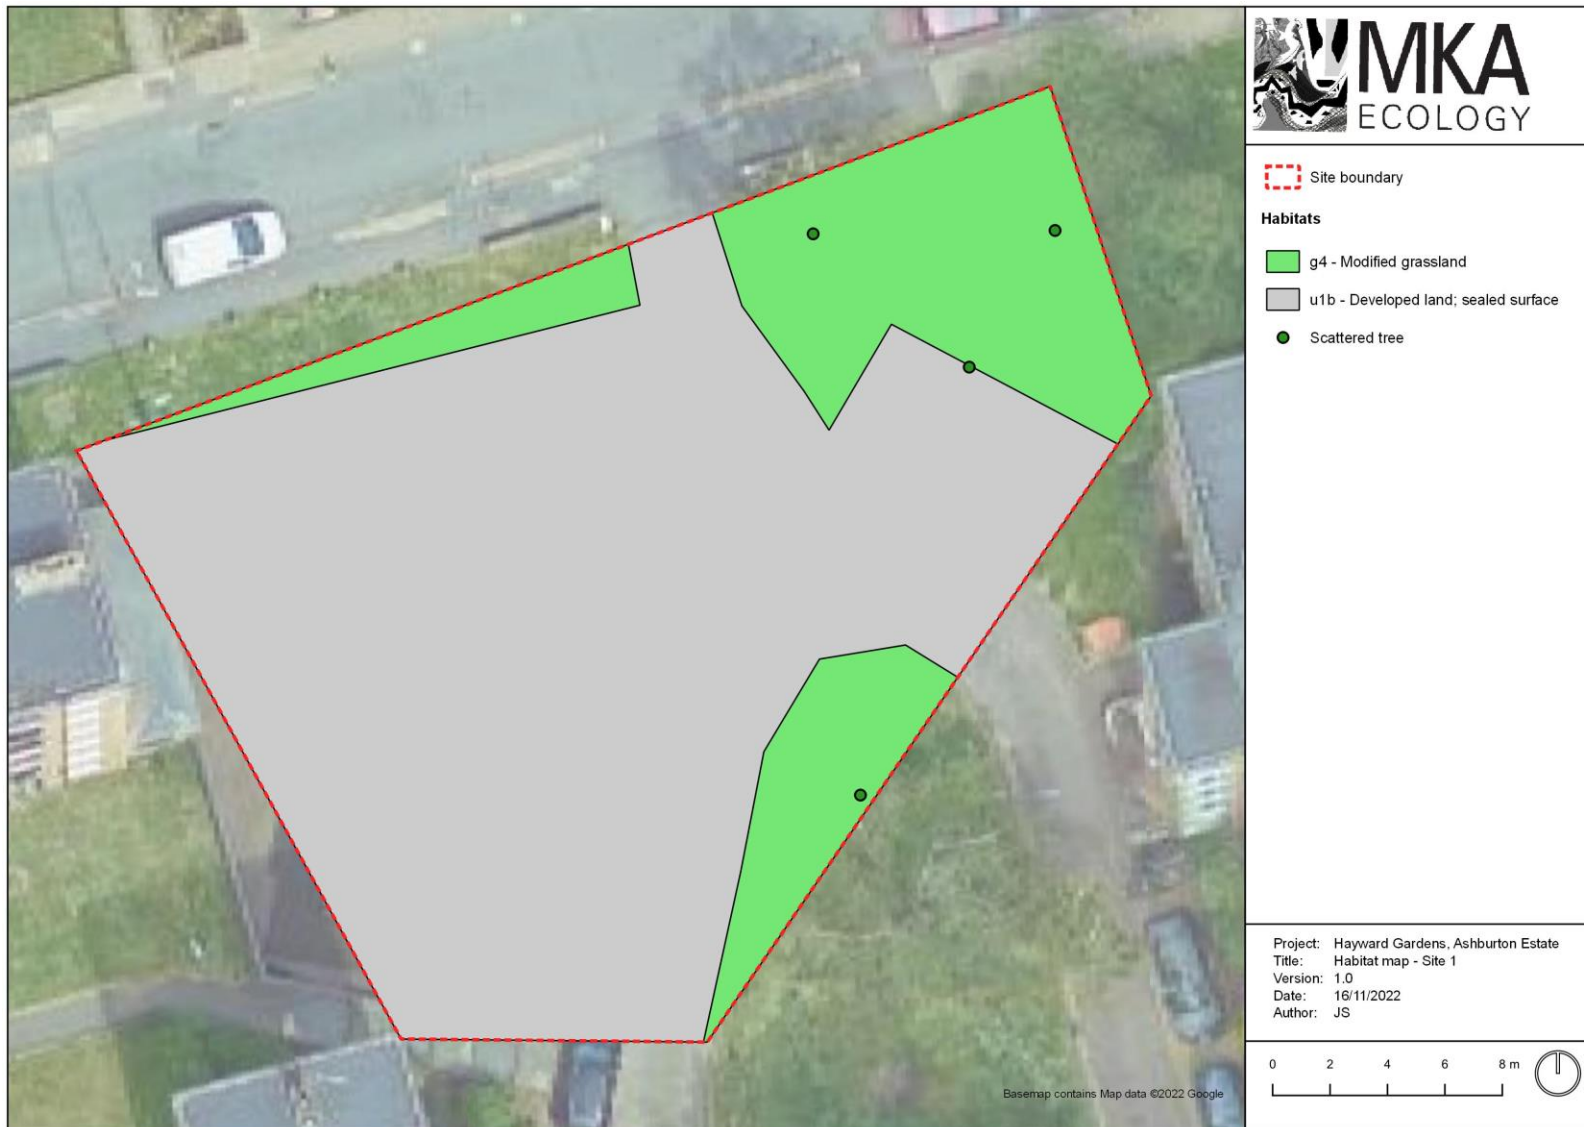 MKA
ECOLOGY
Site boundary
Habitats
g4 - Modified grassland
u1b - Developed land; sealed surface
Scattered tree
Project: Hayward Gardens, Ashburton Estate
Title: Habitat map - Site 1
Version: 1.0
Date: 16/11/2022
Author: JS
0 2 4 6 8 m
Basemap contains Map data ©2022 Google